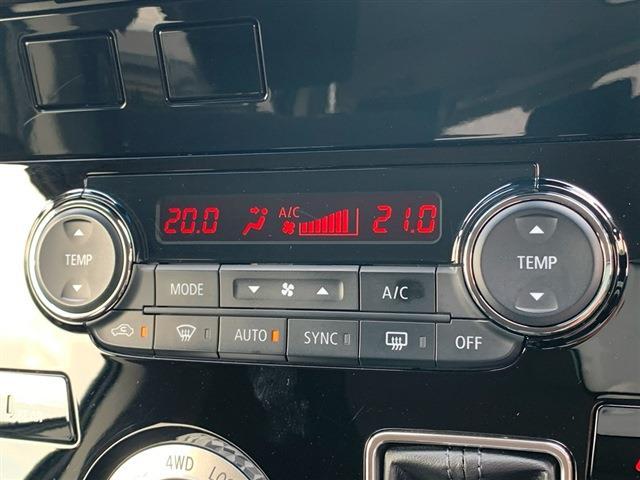 20.0 A/C 21.0
TEMP TEMP
MODE A/C
AUTO SYNC OFF
4WD